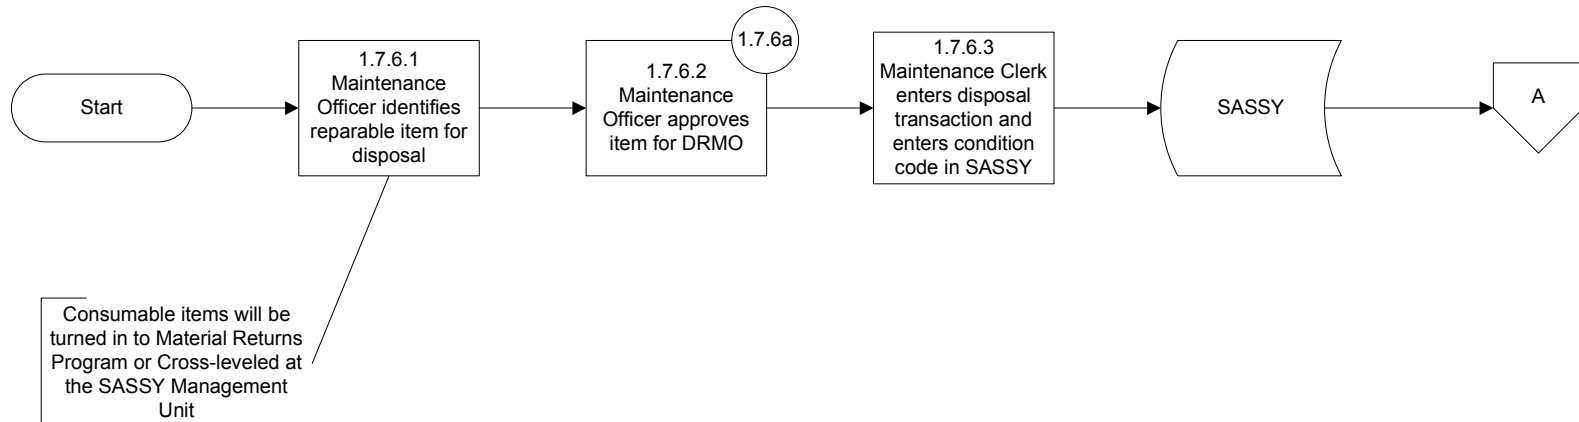 Start
1.7.6.1
Maintenance
Officer identifies
reparable item for
disposal
1.7.6a
1.7.6.2
Maintenance
Officer approves
item for DRMO
1.7.6.3
Maintenance Clerk
enters disposal
transaction and
enters condition
code in SASSY
SASSY
A
Consumable items will be
turned in to Material Returns
Program or Cross-leveled at
the SASSY Management
Unit